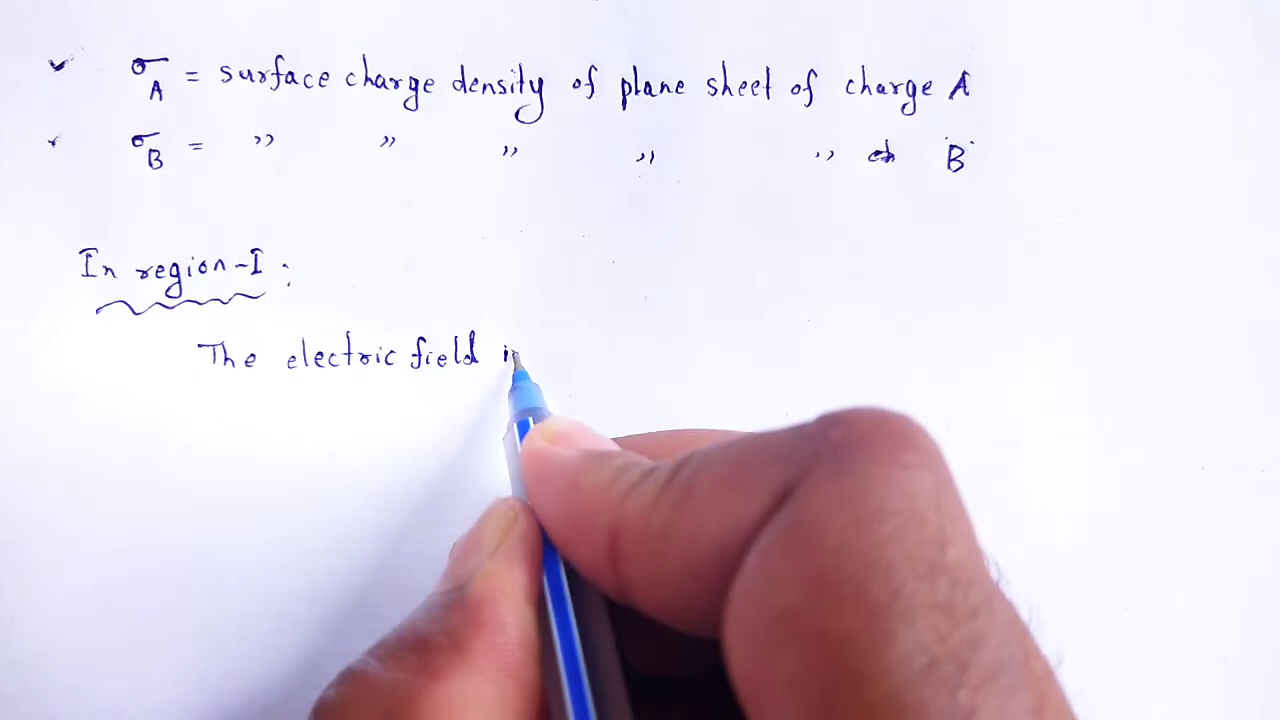 ✓ σA = surface charge density of plane sheet of charge A
σB = ,, ,, ,, ,, ,, B
In region-I :
The electric field